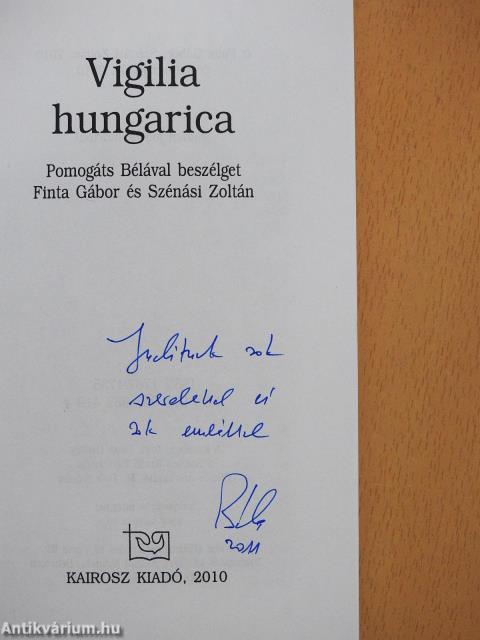 Vigilia
hungarica
Pomogáts Bélával beszélget
Finta Gábor és Szénási Zoltán
Juditnak sok
szeretettel és
sok emlékkel
Béla
2011
KAIROSZ KIADÓ, 2010
Antikvárium.hu